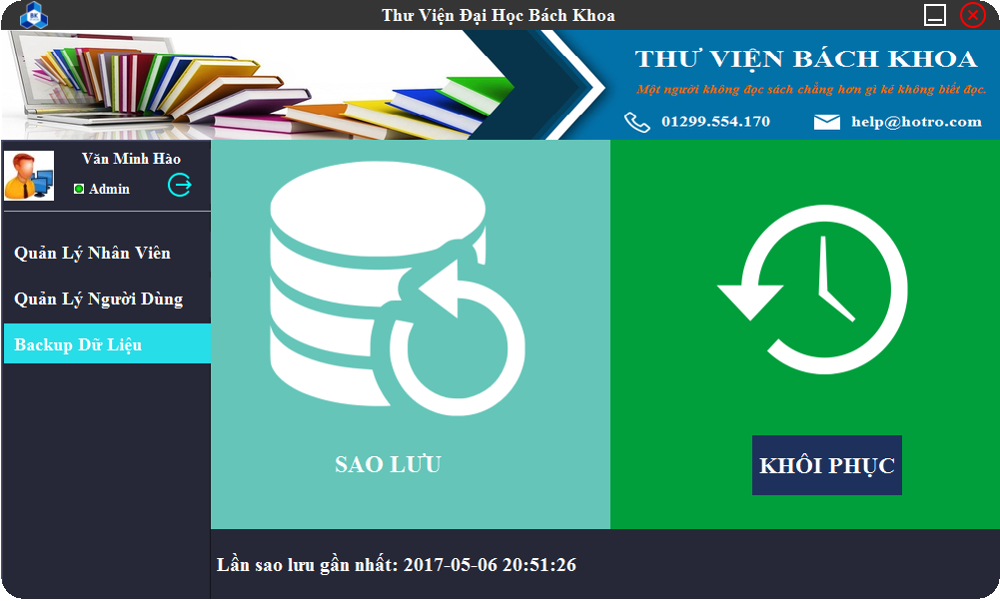 BK
Thư Viện Đại Học Bách Khoa
THƯ VIỆN BÁCH KHOA
Một người không đọc sách chẳng hơn gì kẻ không biết đọc.
01299.554.170
help@hotro.com
Văn Minh Hào
Admin
Quản Lý Nhân Viên
Quản Lý Người Dùng
Backup Dữ Liệu
SAO LƯU
KHÔI PHỤC
Lần sao lưu gần nhất: 2017-05-06 20:51:26